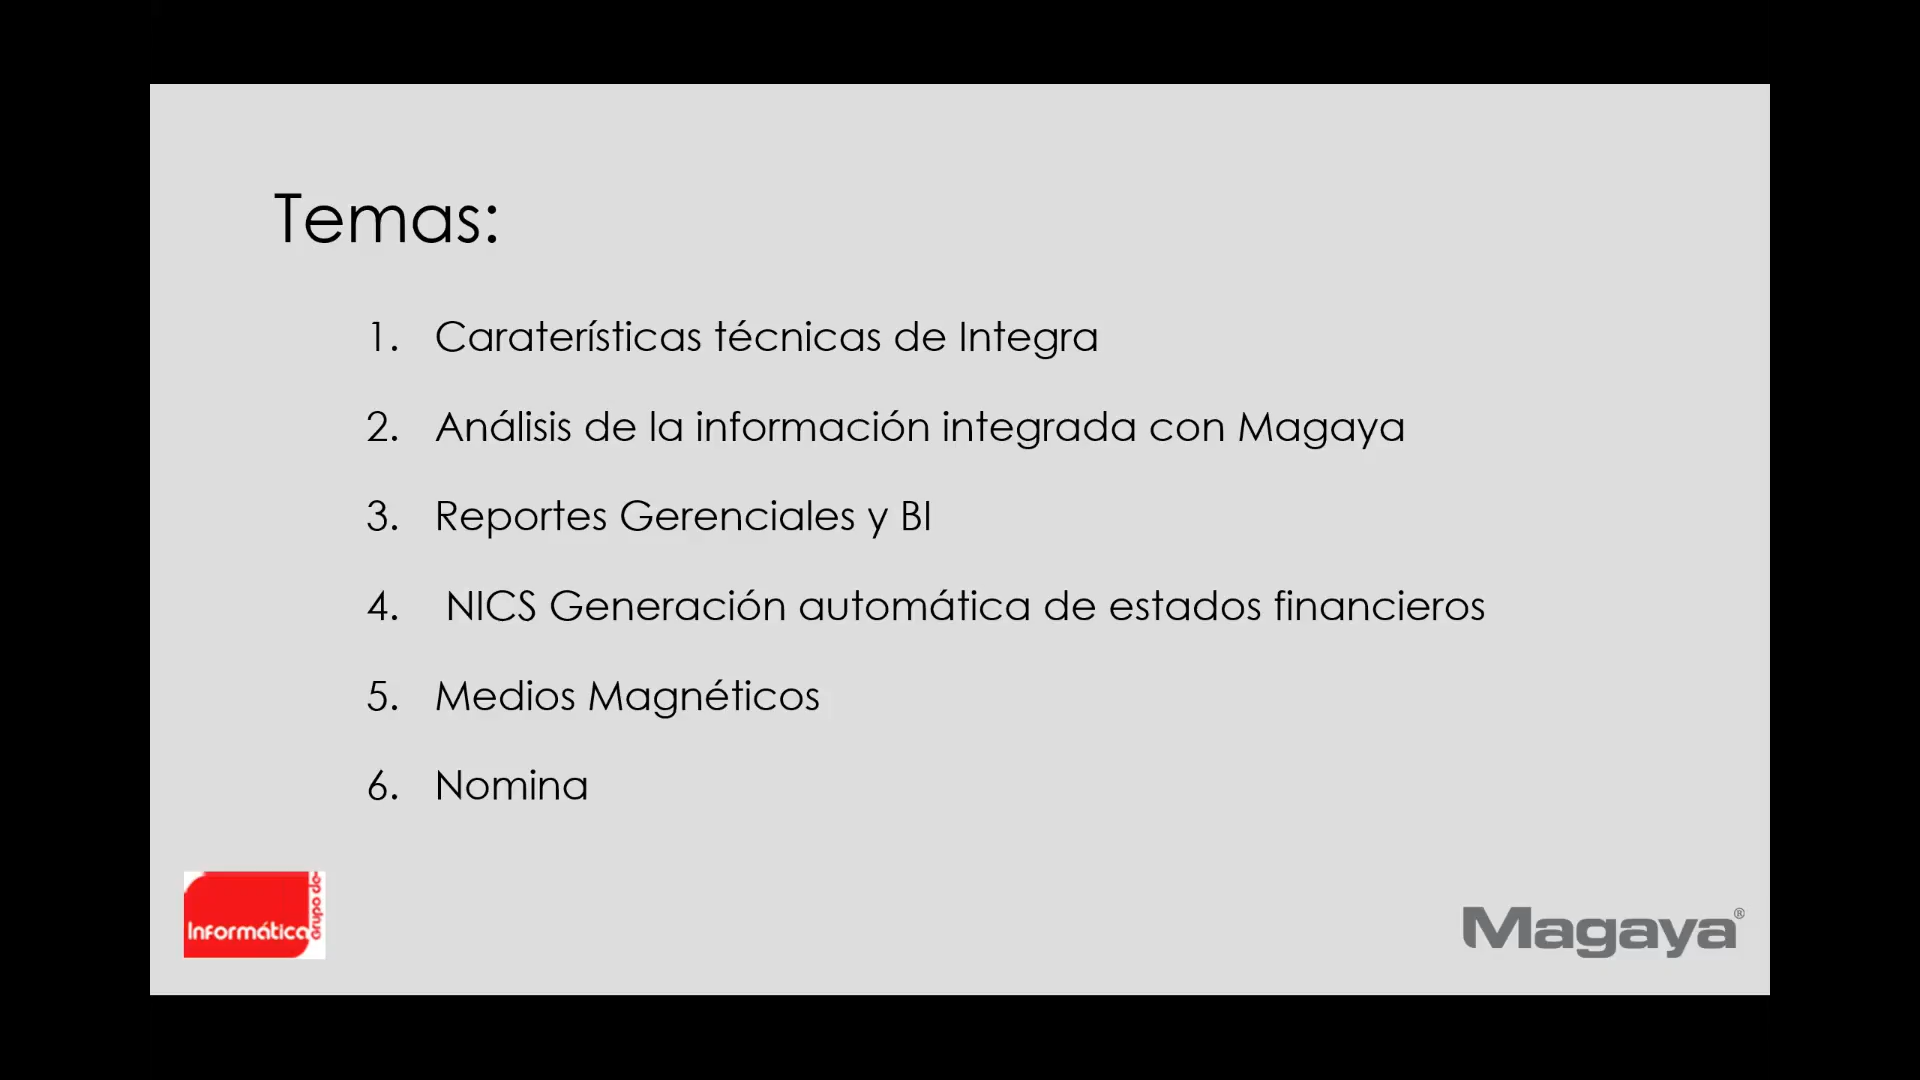 Temas:
1. Caraterísticas técnicas de Integra
2. Análisis de la información integrada con Magaya
3. Reportes Gerenciales y BI
4. NICS Generación automática de estados financieros
5. Medios Magnéticos
6. Nomina
Grupo de
Informática
Magaya®